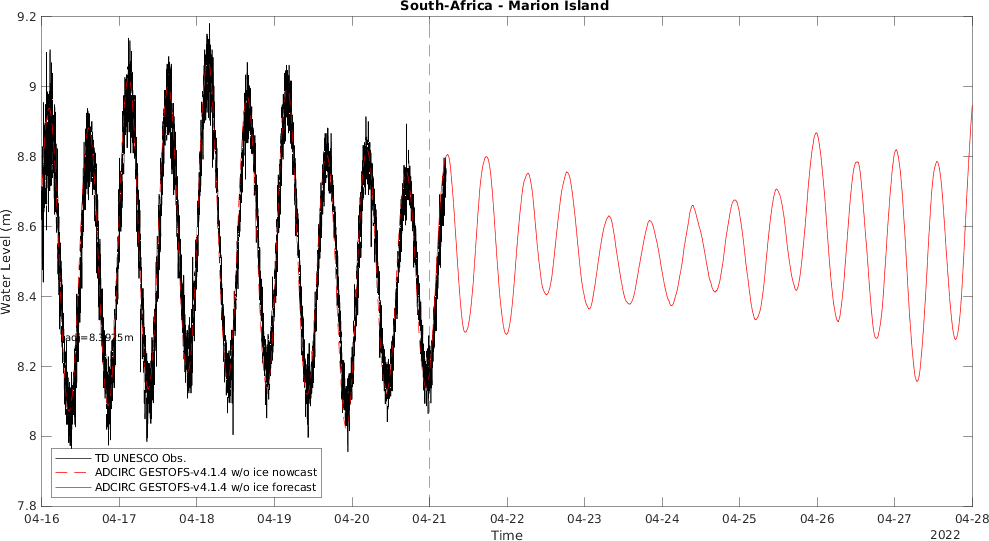 South-Africa - Marion Island
9.2
9
8.8
8.6
8.4
8.2
8
7.8
Water Level (m)
TD UNESCO Obs.
ADCIRC GESTOFS-v4.1.4 w/o ice nowcast
ADCIRC GESTOFS-v4.1.4 w/o ice forecast
04-16 04-17 04-18 04-19 04-20 04-21 04-22 04-23 04-24 04-25 04-26 04-27 04-28
Time
2022